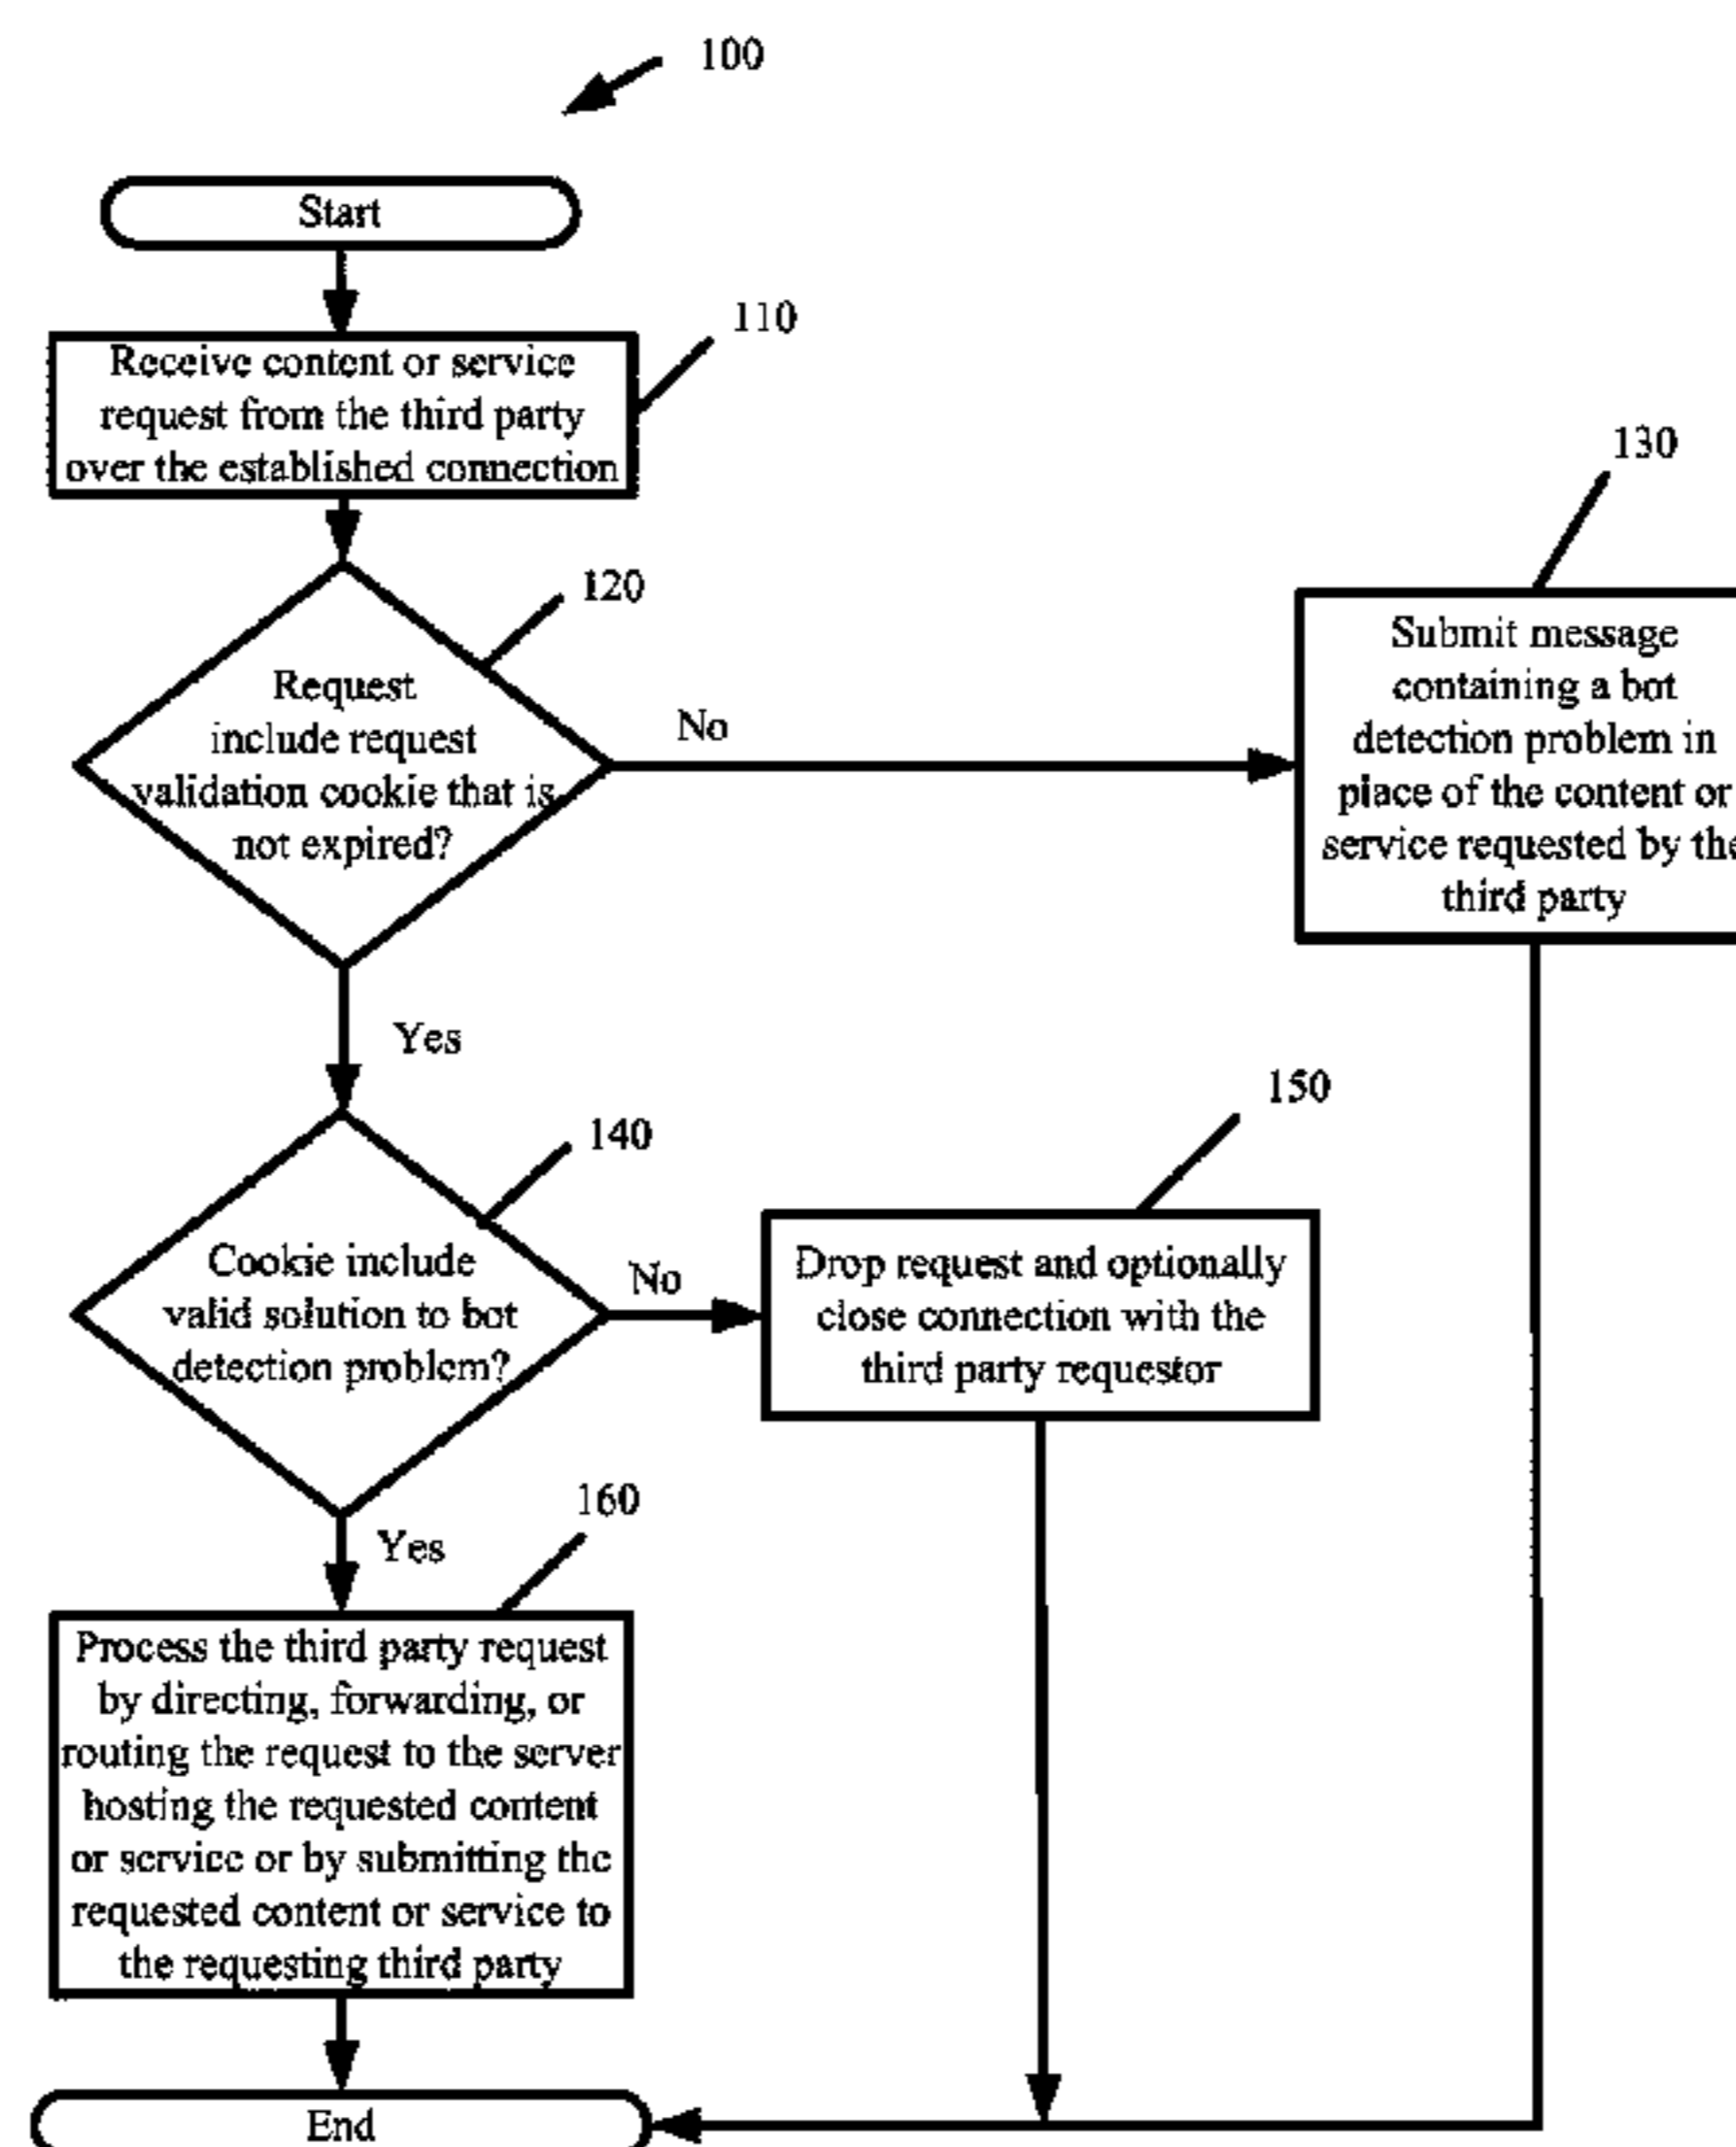 100
Start
110
Receive content or service
request from the third party
over the established connection
120
Request
include request
validation cookie that is
not expired?
No
130
Submit message
containing a bot
detection problem in
place of the content or
service requested by the
third party
Yes
140
Cookie include
valid solution to bot
detection problem?
No
150
Drop request and optionally
close connection with the
third party requestor
Yes
160
Process the third party request
by directing, forwarding, or
routing the request to the server
hosting the requested content
or service or by submitting the
requested content or service to
the requesting third party
End